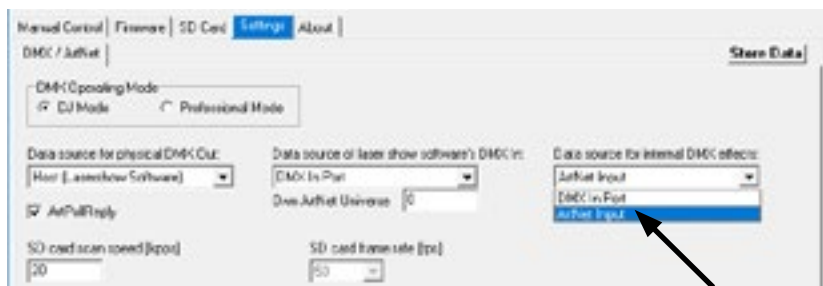 Manual Control | Firmware | SD Card | Settings | About
DMX / ArtNet
Store Data
DMX Operating Mode
DJ Mode Professional Mode
Data source for physical DMX Out: Data source of laser show software's DMX In: Data source for internal DMX effects:
Host (Lasershow Software) DMX In Port ArtNet Input
Own ArtNet Universe 0 DMX In Port
ArtPollReply ArtNet Input
SD card scan speed [kpps] SD card frame rate [fps]
30 50